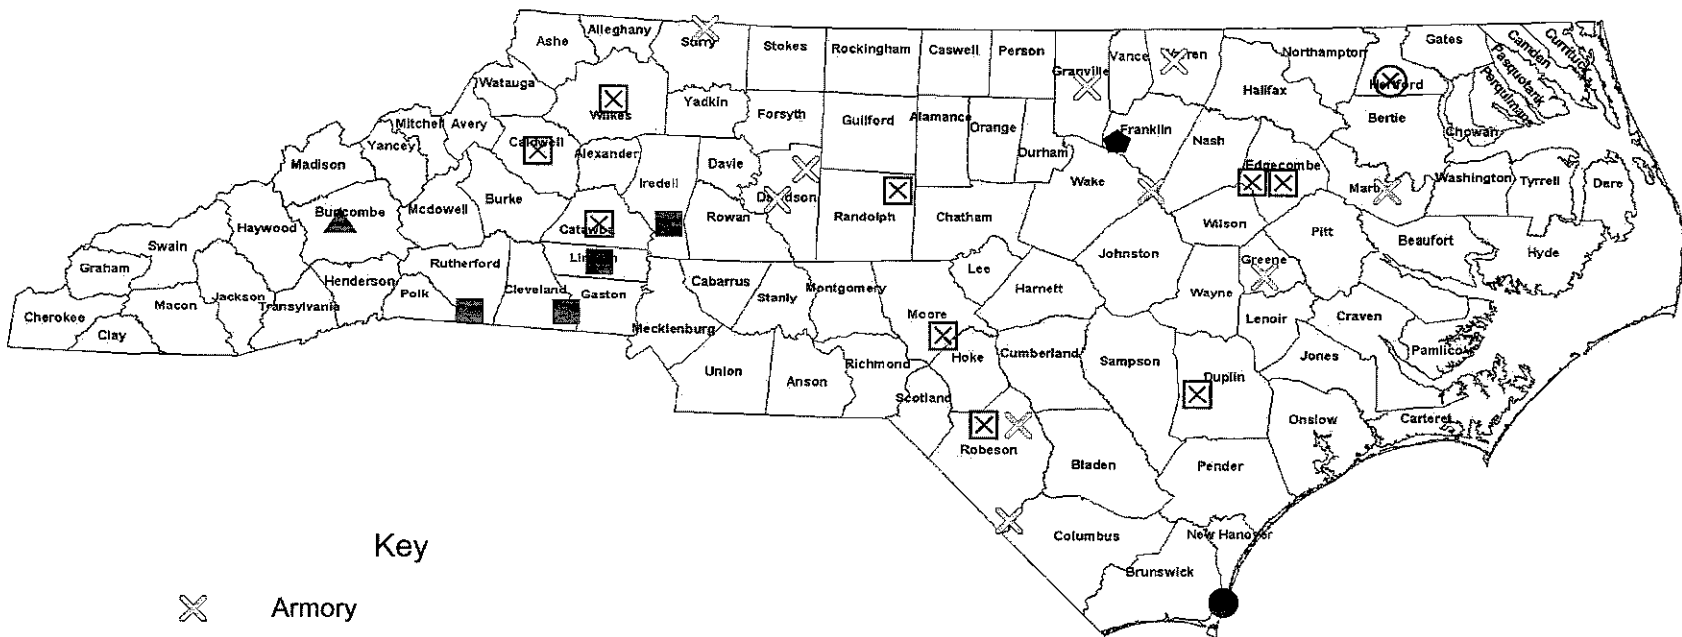 Alleghany
Ashe
Surry
Stokes
Rockingham
Caswell
Person
Granville
Vance
Warren
Northampton
Gates
Camden
Currituck
Pasquotank
Perquimans
Hertford
Halifax
Watauga
Wilkes
Yadkin
Forsyth
Guilford
Alamance
Orange
Durham
Franklin
Nash
Bertie
Chowan
Mitchell
Avery
Yancey
Caldwell
Alexander
Madison
Iredell
Davie
Davidson
Wake
Edgecombe
Martin
Washington
Tyrrell
Dare
Buncombe
Mcdowell
Burke
Catawba
Rowan
Randolph
Chatham
Wilson
Pitt
Beaufort
Hyde
Haywood
Swain
Graham
Rutherford
Lincoln
Lee
Johnston
Greene
Henderson
Cabarrus
Stanly
Montgomery
Harnett
Wayne
Polk
Cleveland
Gaston
Jackson
Transylvania
Macon
Cherokee
Clay
Mecklenburg
Moore
Lenoir
Craven
Pamlico
Hoke
Cumberland
Sampson
Jones
Union
Anson
Richmond
Scotland
Duplin
Onslow
Carteret
Robeson
Bladen
Pender
Columbus
New Hanover
Brunswick
Key
Armory